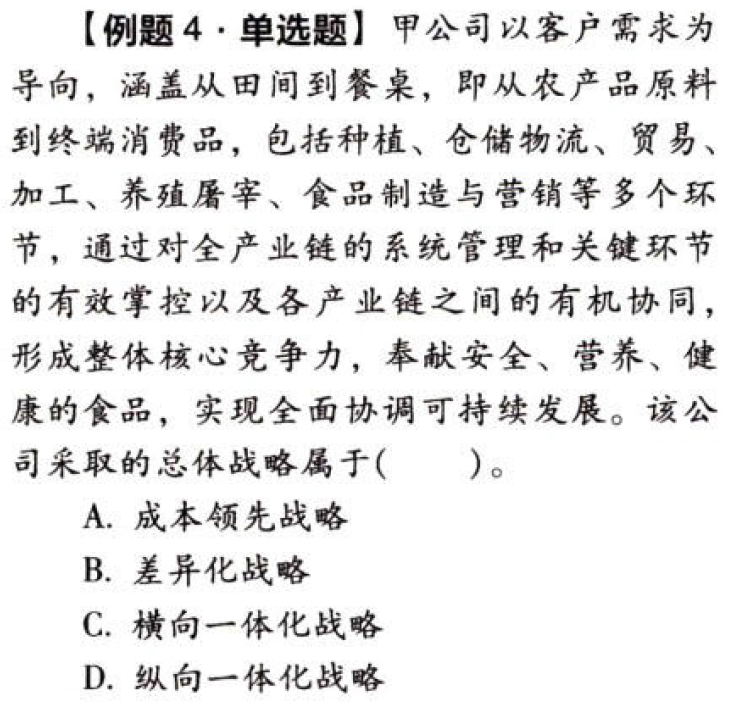 【例题 4·单选题】甲公司以客户需求为
导向，涵盖从田间到餐桌，即从农产品原料
到终端消费品，包括种植、仓储物流、贸易、
加工、养殖屠宰、食品制造与营销等多个环
节，通过对全产业链的系统管理和关键环节
的有效掌控以及各产业链之间的有机协同，
形成整体核心竞争力，奉献安全、营养、健
康的食品，实现全面协调可持续发展。该公
司采取的总体战略属于(　　)。
A. 成本领先战略
B. 差异化战略
C. 横向一体化战略
D. 纵向一体化战略